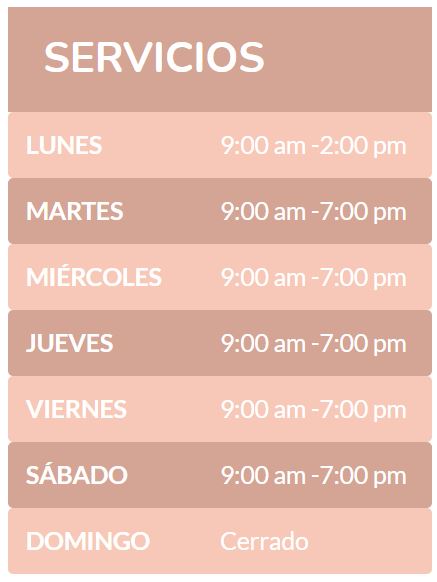 SERVICIOS
LUNES 9:00 am -2:00 pm
MARTES 9:00 am -7:00 pm
MIÉRCOLES 9:00 am -7:00 pm
JUEVES 9:00 am -7:00 pm
VIERNES 9:00 am -7:00 pm
SÁBADO 9:00 am -7:00 pm
DOMINGO Cerrado